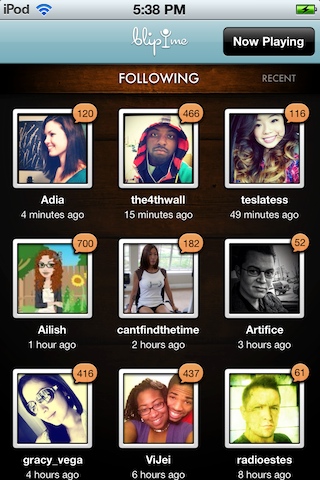 iPod 5:38 PM
blip me Now Playing
FOLLOWING RECENT
120 466 116
Adia the4thwall teslatess
4 minutes ago 15 minutes ago 49 minutes ago
700 182 52
Ailish cantfindthetime Artifice
1 hour ago 2 hours ago 3 hours ago
416 437 61
gracy_vega ViJei radioestes
4 hours ago 6 hours ago 8 hours ago